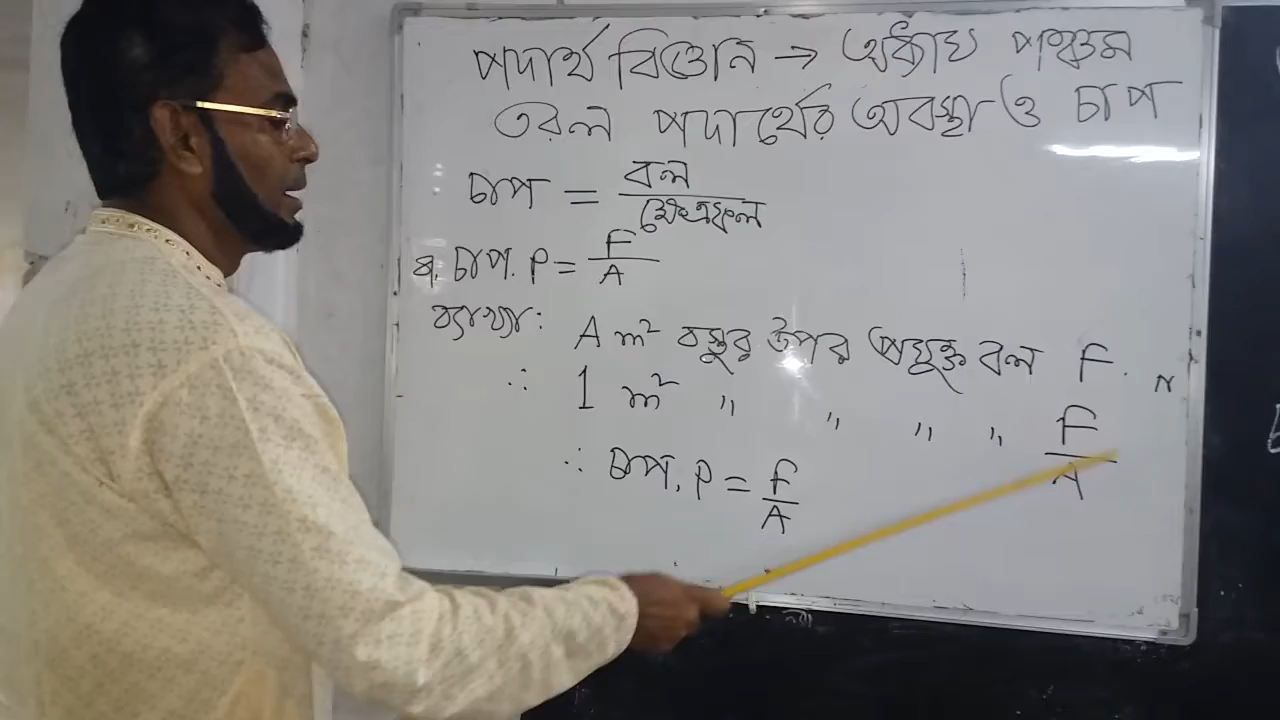 পদার্থ বিজ্ঞান → অধ্যায় পঞ্চম
তরল পদার্থের অবস্থা ও চাপ
চাপ = বল / ক্ষেত্রফল
বা, চাপ, P = F / A
ব্যাখ্যা: A m² বস্তুর উপর প্রযুক্ত বল F. N
∴ 1 m² " " " " F / A
∴ চাপ, P = F / A